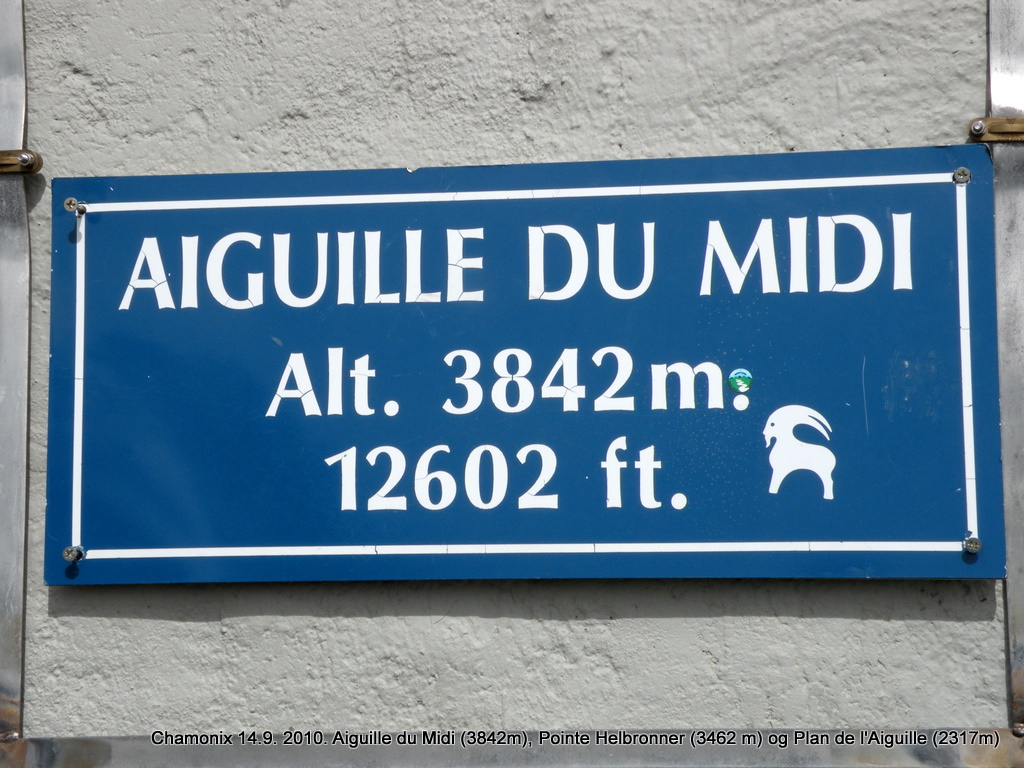 AIGUILLE DU MIDI
Alt. 3842 m.
12602 ft.
Chamonix 14.9. 2010. Aiguille du Midi (3842m), Pointe Helbronner (3462 m) og Plan de l'Aiguille (2317m)